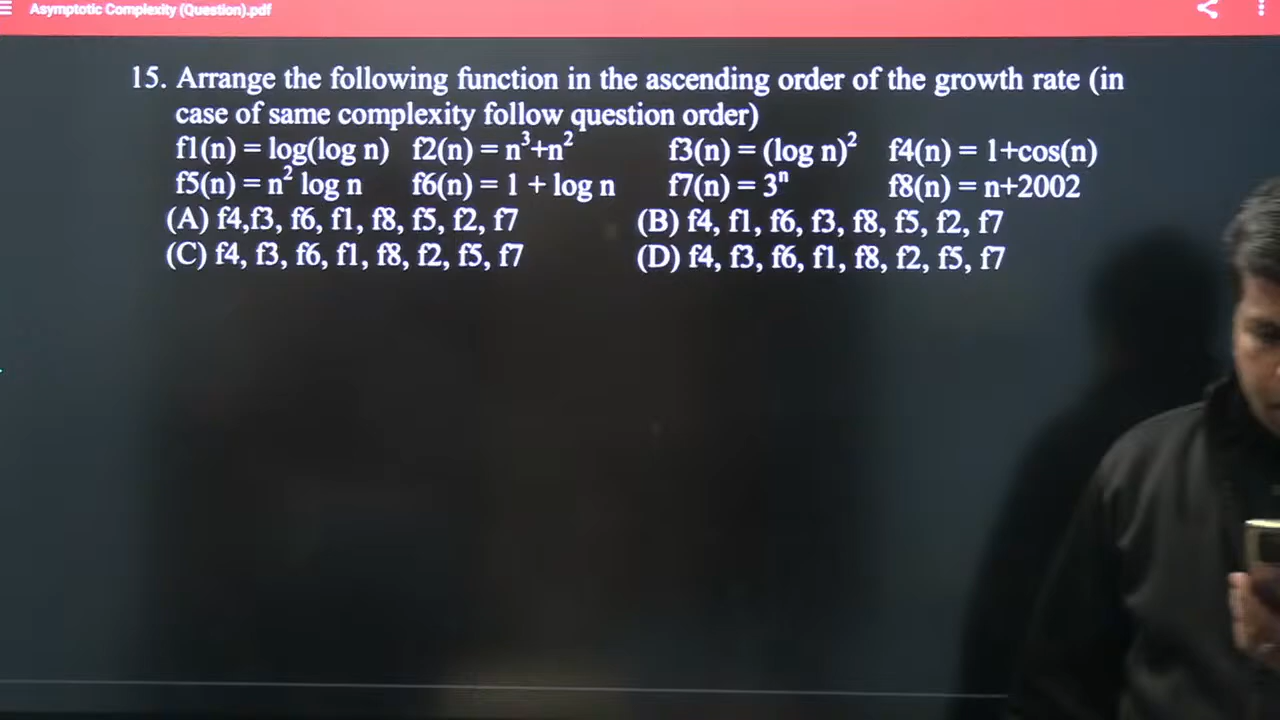 Asymptotic Complexity (Question).pdf
15. Arrange the following function in the ascending order of the growth rate (in
case of same complexity follow question order)
f1(n) = log(log n) f2(n) = n³+n² f3(n) = (log n)² f4(n) = 1+cos(n)
f5(n) = n² log n f6(n) = 1 + log n f7(n) = 3ⁿ f8(n) = n+2002
(A) f4,f3, f6, f1, f8, f5, f2, f7 (B) f4, f1, f6, f3, f8, f5, f2, f7
(C) f4, f3, f6, f1, f8, f2, f5, f7 (D) f4, f3, f6, f1, f8, f2, f5, f7